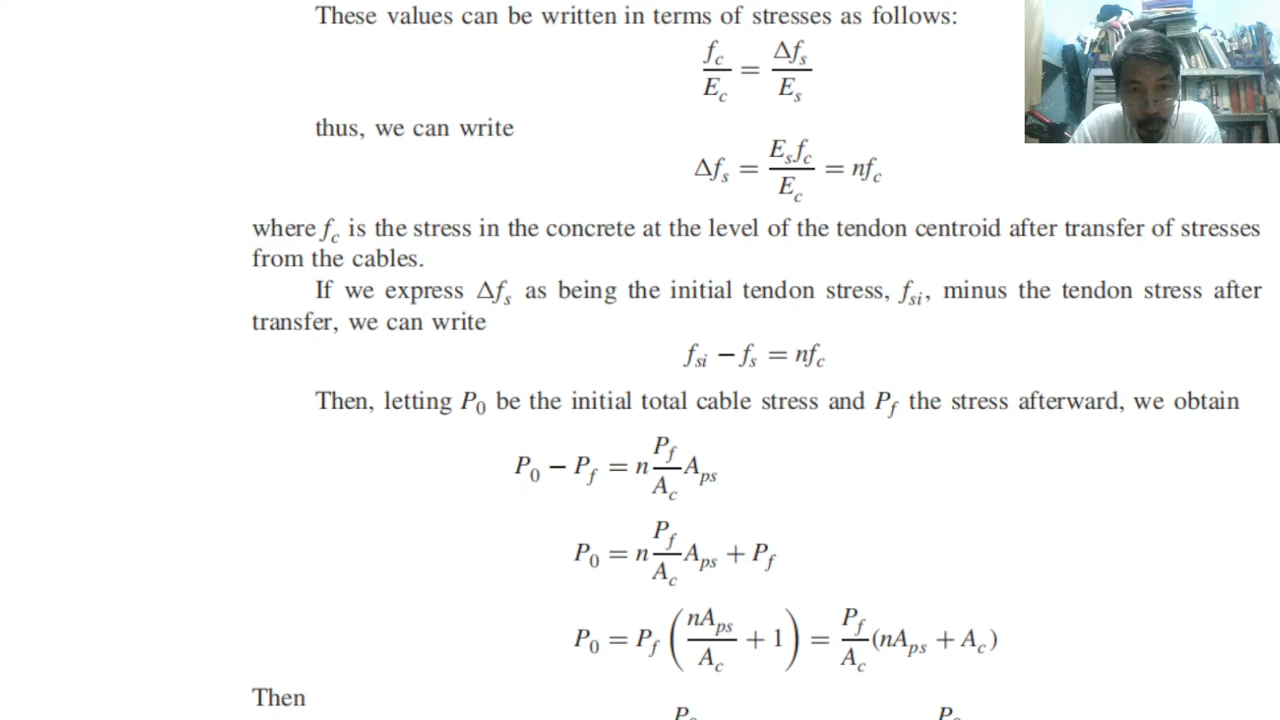 These values can be written in terms of stresses as follows:
f_c/E_c = Δf_s/E_s
thus, we can write
Δf_s = E_s f_c/E_c = nf_c
where f_c is the stress in the concrete at the level of the tendon centroid after transfer of stresses
from the cables.
If we express Δf_s as being the initial tendon stress, f_si, minus the tendon stress after
transfer, we can write
f_si − f_s = nf_c
Then, letting P_0 be the initial total cable stress and P_f the stress afterward, we obtain
P_0 − P_f = n P_f/A_c A_ps
P_0 = n P_f/A_c A_ps + P_f
P_0 = P_f (nA_ps/A_c + 1) = P_f/A_c (nA_ps + A_c)
Then